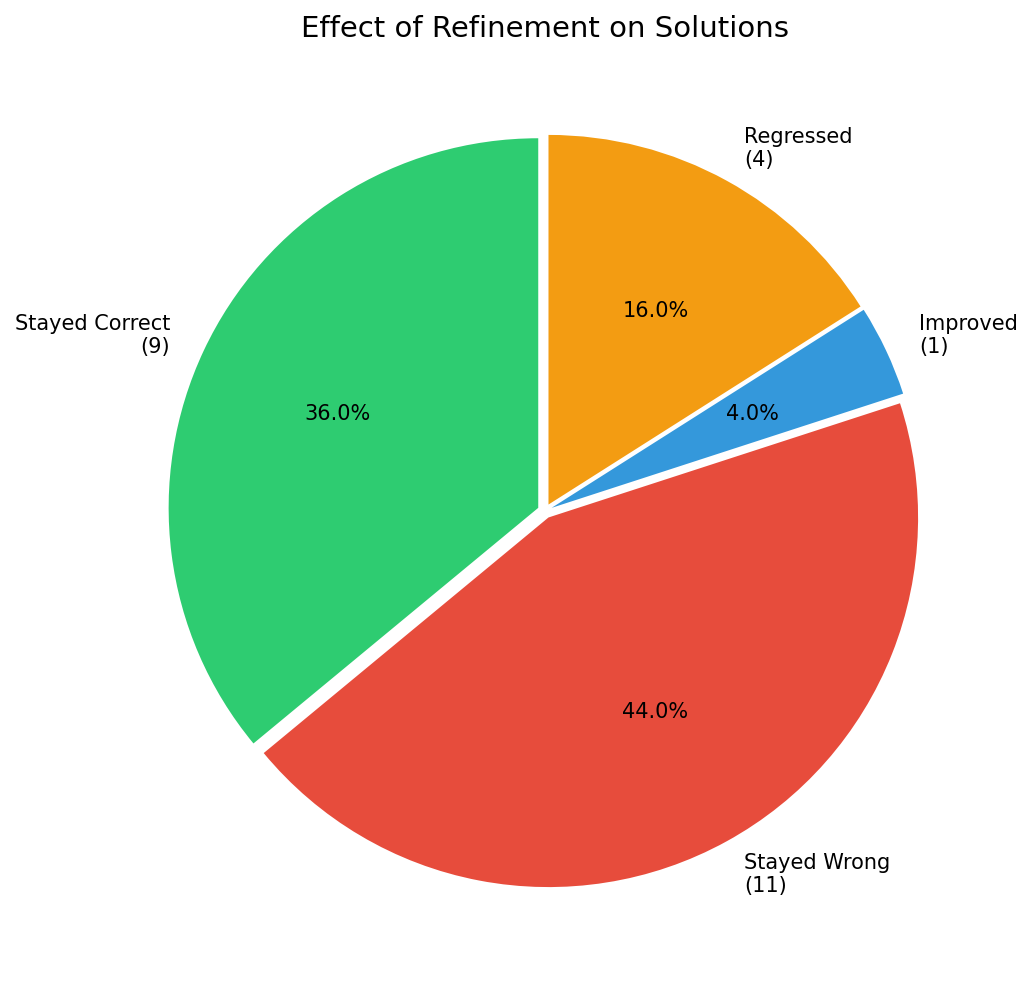 Effect of Refinement on Solutions
Regressed
(4)
Stayed Correct
(9)
Improved
(1)
16.0%
36.0%
4.0%
44.0%
Stayed Wrong
(11)